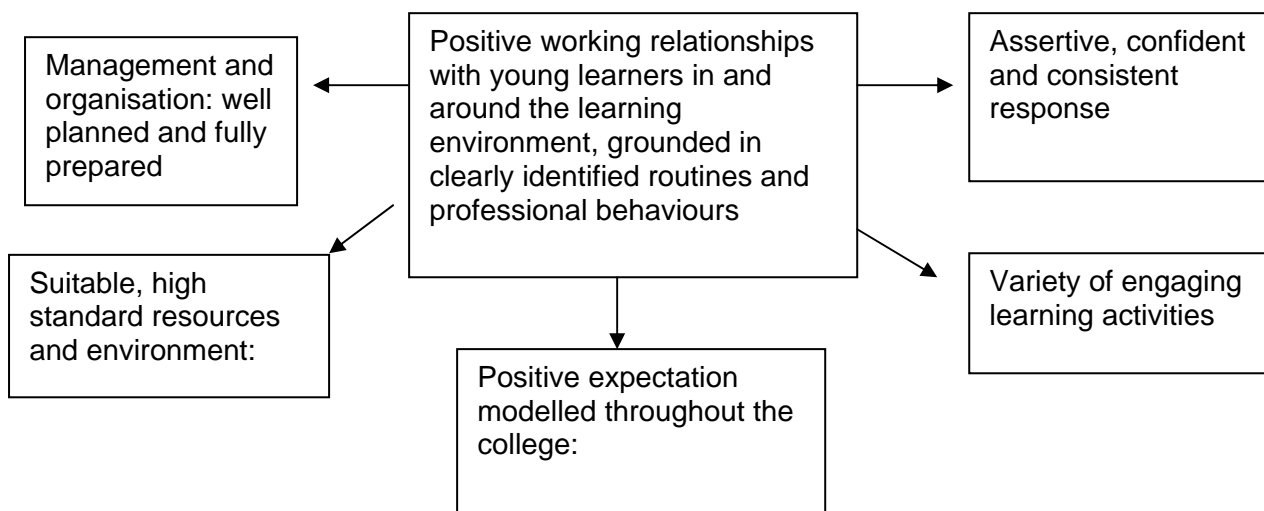 Management and
organisation: well
planned and fully
prepared
Positive working relationships
with young learners in and
around the learning
environment, grounded in
clearly identified routines and
professional behaviours
Assertive, confident
and consistent
response
Suitable, high
standard resources
and environment:
Variety of engaging
learning activities
Positive expectation
modelled throughout the
college: